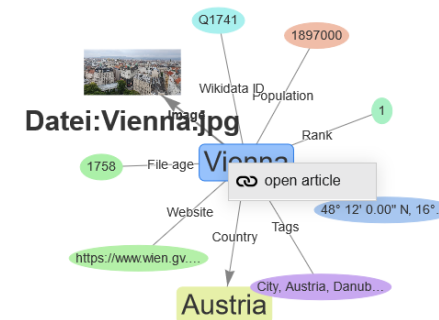 Q1741
1897000
Wikidata ID
Population
Image
Datei:Vienna.jpg
1
Rank
1758
File age
Vienna
open article
48° 12' 0.00" N, 16°.
Website
Tags
Country
https://www.wien.gv....
City, Austria, Danub...
Austria